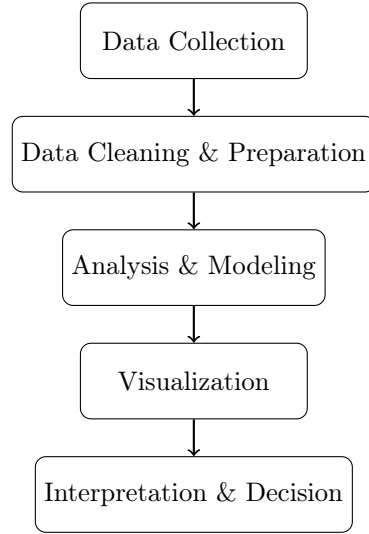 Data Collection
Data Cleaning & Preparation
Analysis & Modeling
Visualization
Interpretation & Decision